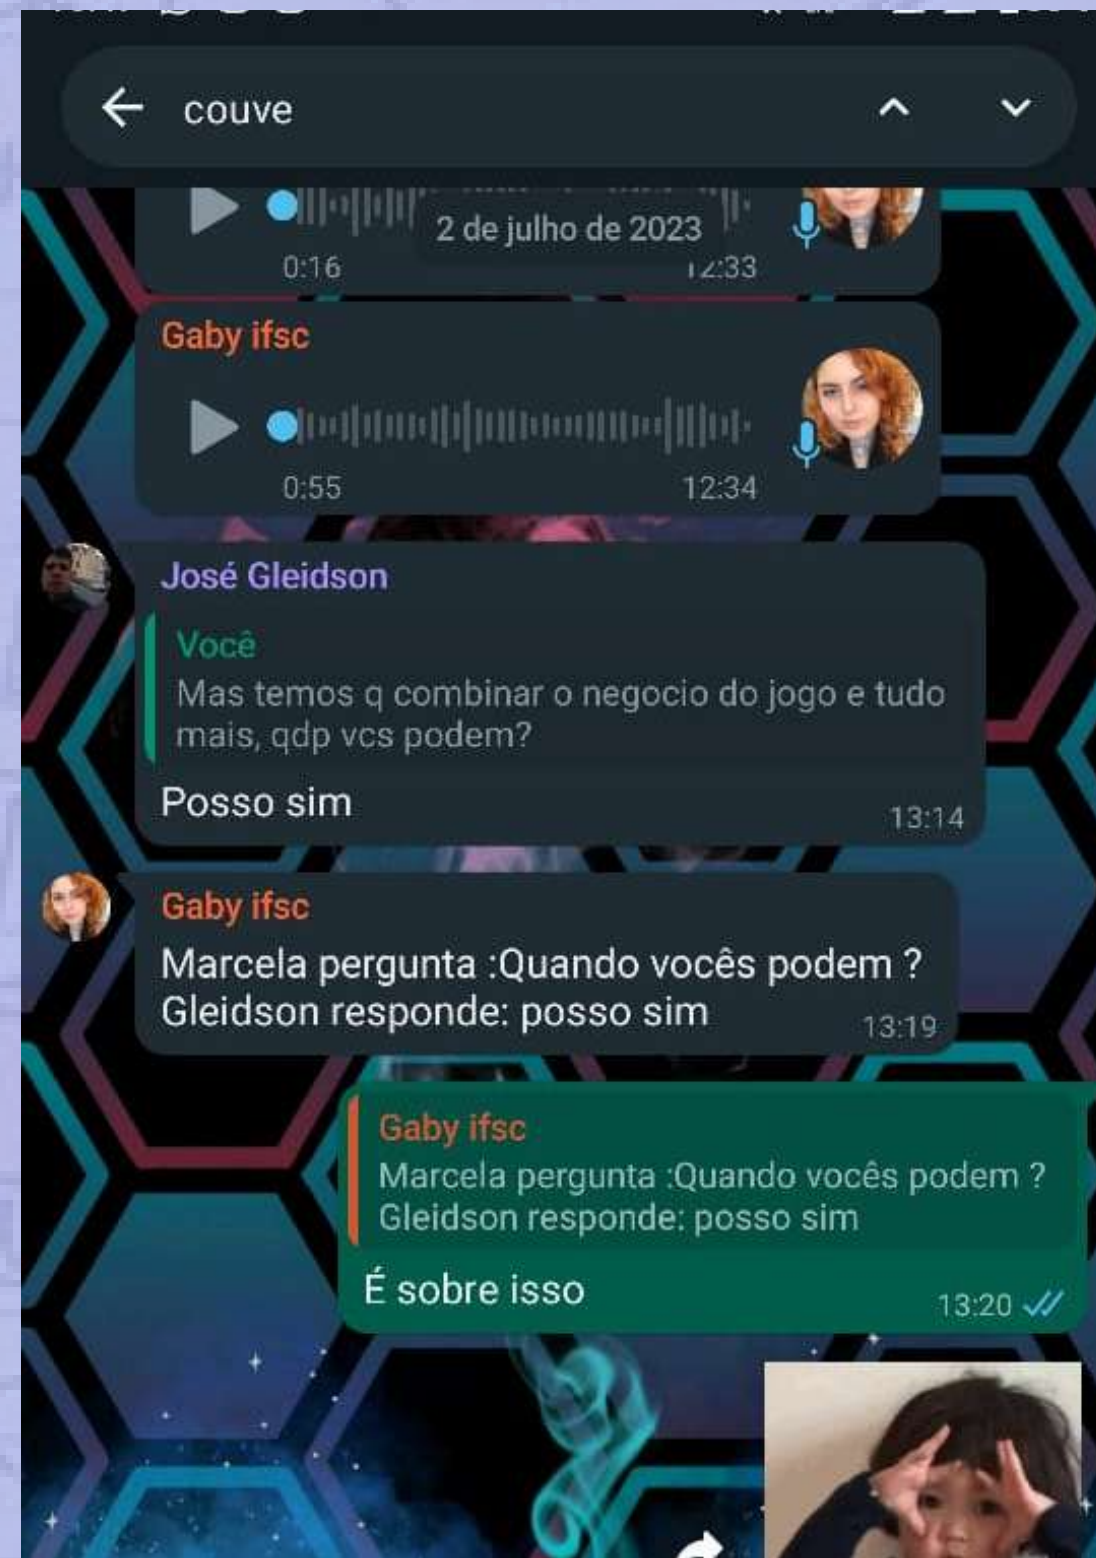 couve
2 de julho de 2023
0:16 12:33
Gaby ifsc
0:55 12:34
José Gleidson
Você
Mas temos q combinar o negocio do jogo e tudo
mais, qdp vcs podem?
Posso sim
13:14
Gaby ifsc
Marcela pergunta :Quando vocês podem ?
Gleidson responde: posso sim
13:19
Gaby ifsc
Marcela pergunta :Quando vocês podem ?
Gleidson responde: posso sim
É sobre isso
13:20